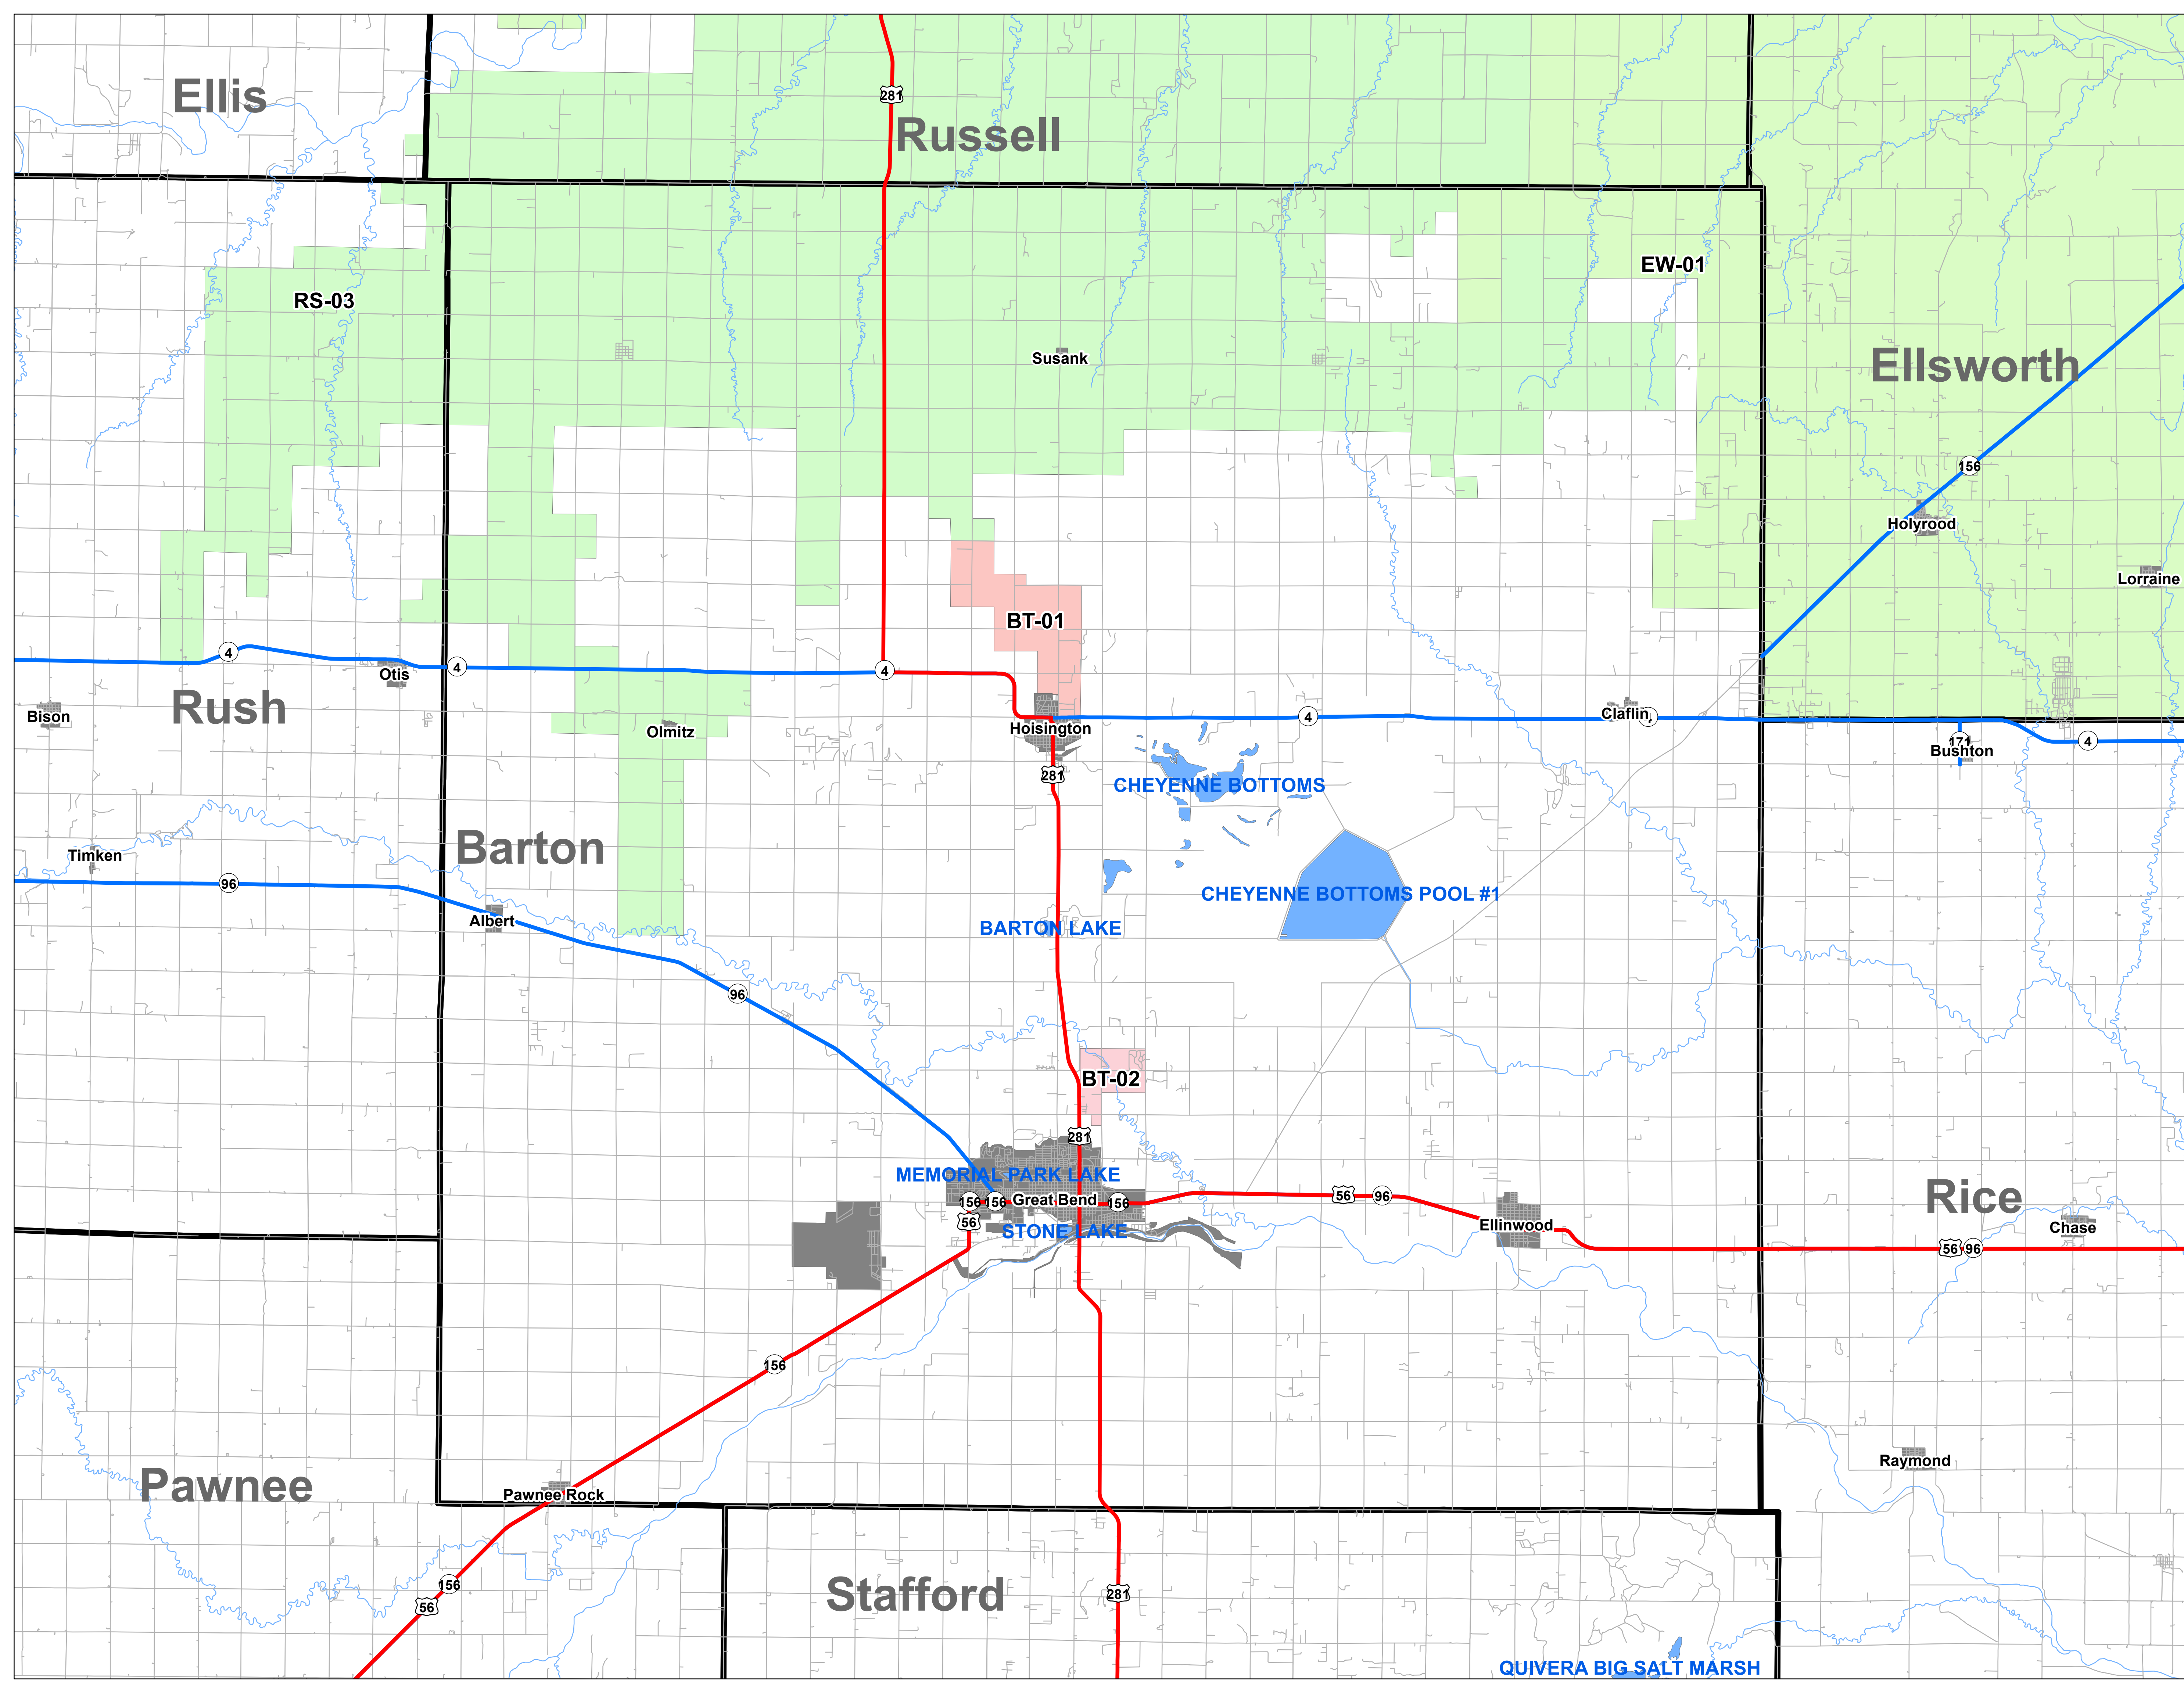 Ellis
281
Russell
EW-01
RS-03
Susank
Ellsworth
156
Holyrood
Lorraine
BT-01
4
4
4
Otis
Rush
Bison
Olmitz
Hoisington
4
Claflin
171
Bushton
4
281
CHEYENNE BOTTOMS
Barton
Timken
96
Albert
CHEYENNE BOTTOMS POOL #1
BARTON LAKE
96
BT-02
281
MEMORIAL PARK LAKE
156
156
Great Bend
156
56
96
56
STONE LAKE
Ellinwood
Rice
Chase
56
96
156
Raymond
Pawnee
Pawnee Rock
156
56
Stafford
281
QUIVERA BIG SALT MARSH